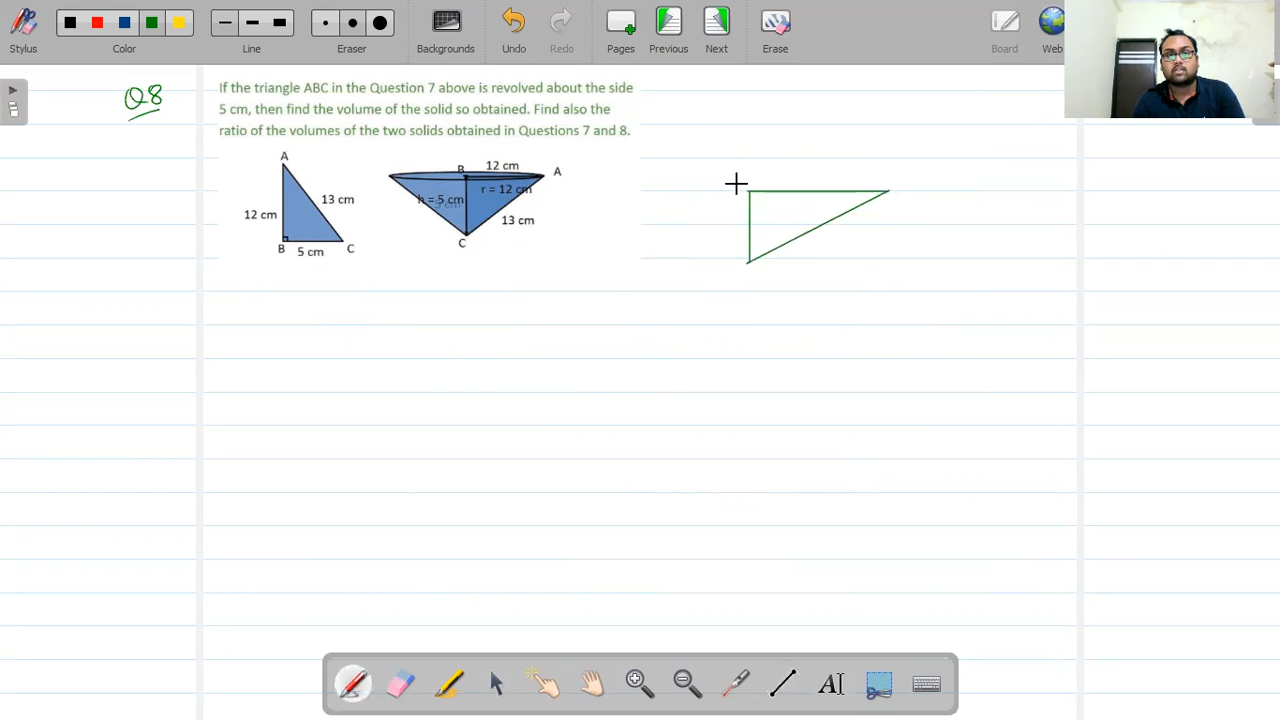 Stylus
Color
Line
Eraser
Backgrounds
Undo
Redo
Pages
Previous
Next
Erase
Board
Web
Q8
If the triangle ABC in the Question 7 above is revolved about the side
5 cm, then find the volume of the solid so obtained. Find also the
ratio of the volumes of the two solids obtained in Questions 7 and 8.
A
12 cm
13 cm
B
5 cm
C
B
12 cm
A
r = 12 cm
h = 5 cm
5 cm
13 cm
C